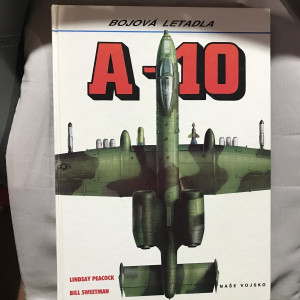 BOJOVÁ LETADLA
A-10
LINDSAY PEACOCK
BILL SWEETMAN
NAŠE VOJSKO